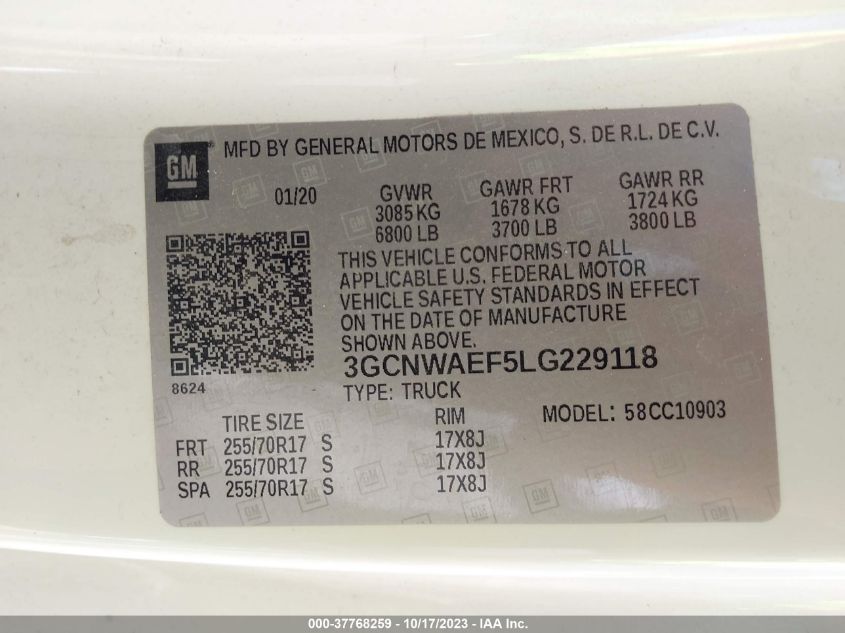 GM
MFD BY GENERAL MOTORS DE MEXICO, S. DE R.L. DE C.V.
01/20 GVWR GAWR FRT GAWR RR
3085 KG 1678 KG 1724 KG
6800 LB 3700 LB 3800 LB
THIS VEHICLE CONFORMS TO ALL
APPLICABLE U.S. FEDERAL MOTOR
VEHICLE SAFETY STANDARDS IN EFFECT
ON THE DATE OF MANUFACTURE
SHOWN ABOVE.
3GCNWAEF5LG229118
8624
TYPE: TRUCK
MODEL: 58CC10903
TIRE SIZE RIM
FRT 255/70R17 S 17X8J
RR 255/70R17 S 17X8J
SPA 255/70R17 S 17X8J
000-37768259 - 10/17/2023 - IAAI.com